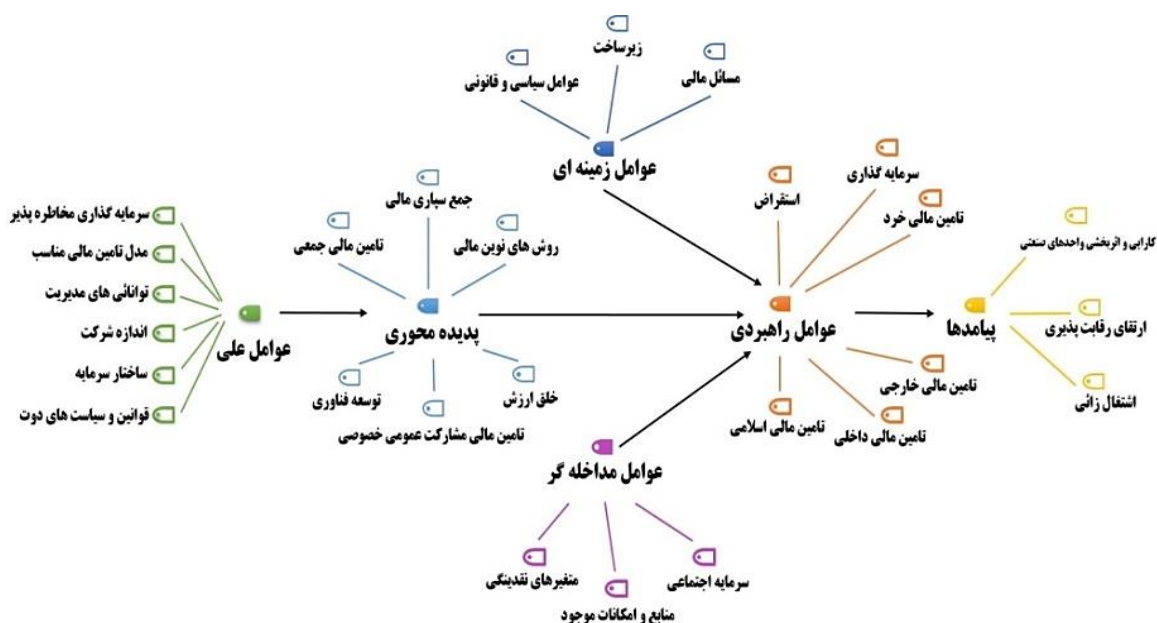 زیرساخت
مسائل مالی
عوامل سیاسی و قانونی
عوامل زمینه ای
سرمایه گذاری
استقراض
تامین مالی خرد
جمع سپاری مالی
روش های نوین مالی
تامین مالی جمعی
سرمایه گذاری مخاطره پذیر
مدل تامین مالی مناسب
توانائی های مدیریت
اندازه شرکت
ساختار سرمایه
قوانین و سیاست های دوت
عوامل علی
پدیده محوری
خلق ارزش
توسعه فناوری
تامین مالی مشارکت عمومی خصوصی
عوامل راهبردی
تامین مالی خارجی
تامین مالی داخلی
تامین مالی اسلامی
کارایی و اثربخشی واحدهای صنعتی
پیامدها
ارتقای رقابت پذیری
اشتغال زائی
عوامل مداخله گر
سرمایه اجتماعی
متغیرهای نقدینگی
منابع و امکانات موجود